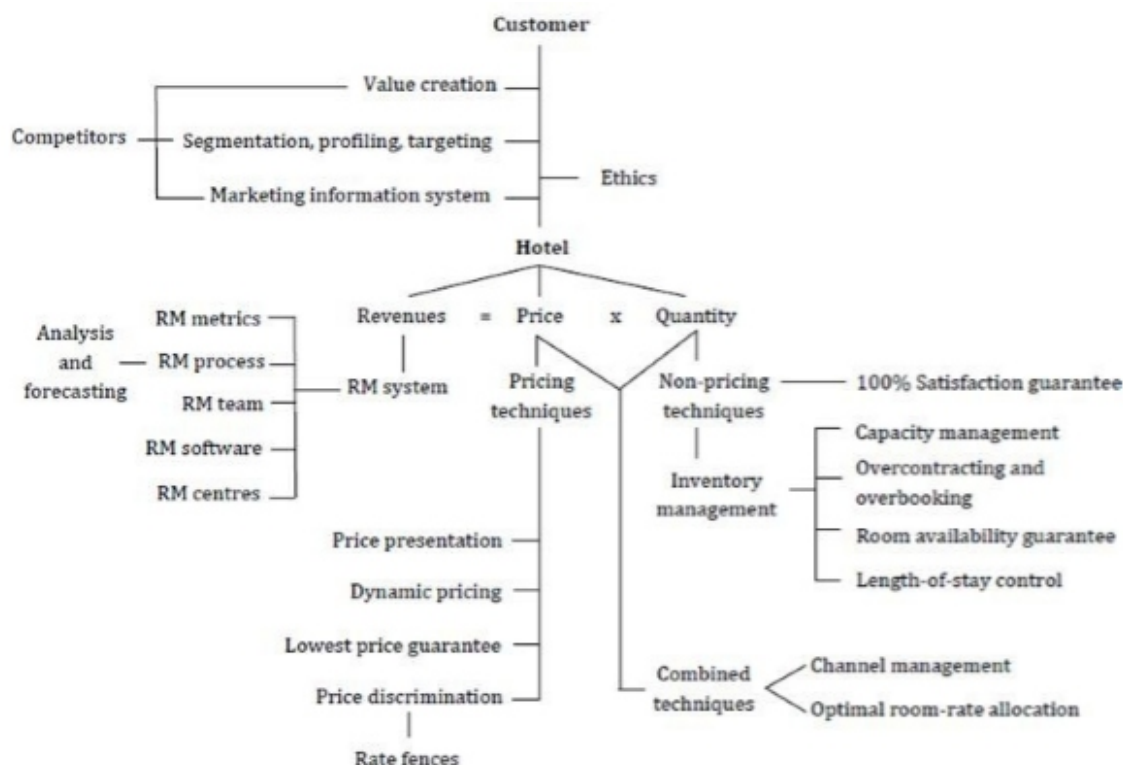 Customer
Value creation
Competitors
Segmentation, profiling, targeting
Ethics
Marketing information system
Hotel
Revenues = Price x Quantity
RM metrics
Analysis
and
forecasting
RM process
RM team
RM software
RM centres
RM system
Pricing
techniques
Non-pricing
techniques
100% Satisfaction guarantee
Inventory
management
Capacity management
Overcontracting and
overbooking
Room availability guarantee
Length-of-stay control
Price presentation
Dynamic pricing
Lowest price guarantee
Price discrimination
Rate fences
Combined
techniques
Channel management
Optimal room-rate allocation